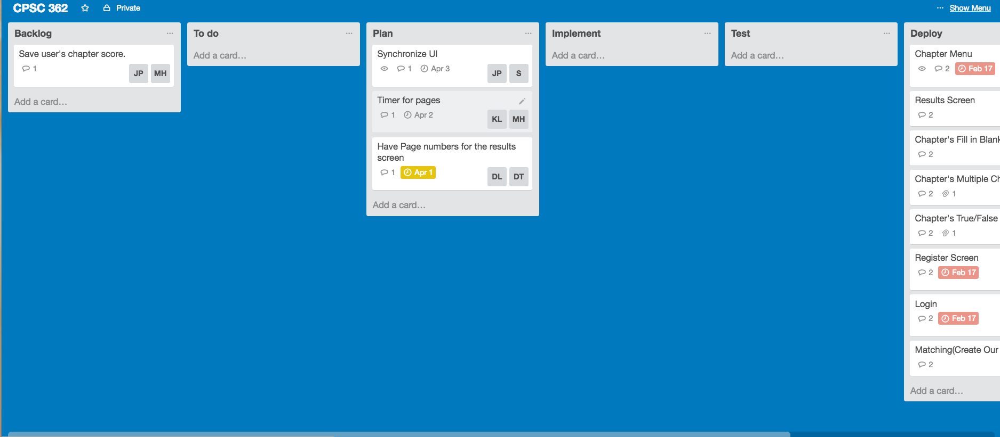 CPSC 362 Private ... Show Menu
Backlog ...
Save user's chapter score.
1
JP MH
Add a card...
To do ...
Add a card...
Plan ...
Synchronize UI
1 Apr 3
JP S
Timer for pages
1 Apr 2
KL MH
Have Page numbers for the results
screen
1 Apr 1
DL DT
Add a card...
Implement ...
Add a card...
Test ...
Add a card...
Deploy
Chapter Menu
2 Feb 17
Results Screen
2
Chapter's Fill in Blank
2
Chapter's Multiple Ch
2 1
Chapter's True/False
2 1
Register Screen
2 Feb 17
Login
2 Feb 17
Matching(Create Our
2
Add a card...